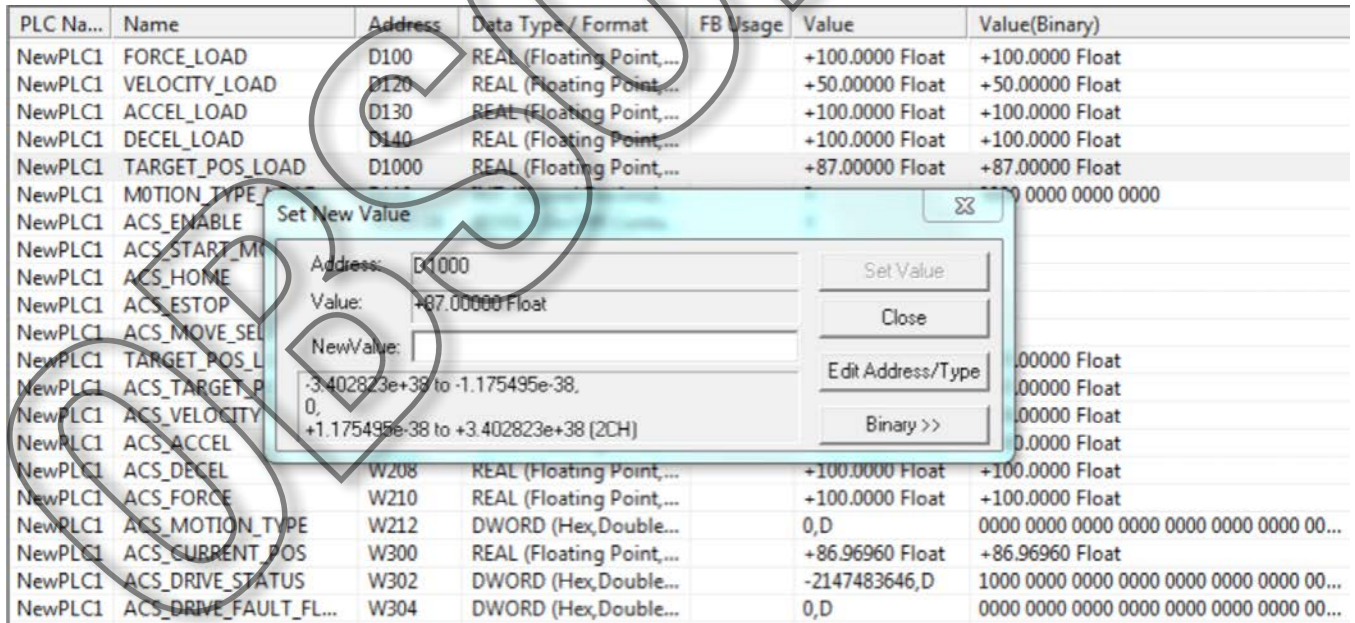 PLC Na... Name Address Data Type / Format FB Usage Value Value(Binary)
NewPLC1 FORCE_LOAD D100 REAL (Floating Point,... +100.0000 Float +100.0000 Float
NewPLC1 VELOCITY_LOAD D120 REAL (Floating Point,... +50.00000 Float +50.00000 Float
NewPLC1 ACCEL_LOAD D130 REAL (Floating Point,... +100.0000 Float +100.0000 Float
NewPLC1 DECEL_LOAD D140 REAL (Floating Point,... +100.0000 Float +100.0000 Float
NewPLC1 TARGET_POS_LOAD D1000 REAL (Floating Point,... +87.00000 Float +87.00000 Float
NewPLC1 M0TION_TYPE 0000 0000 0000
NewPLC1 ACS_ENABLE
NewPLC1 ACS_START_MO
NewPLC1 ACS_HOME
NewPLC1 ACS_ESTOP
NewPLC1 ACS_MOVE_SEL
NewPLC1 TARGET_POS_L .00000 Float
NewPLC1 ACS_TARGET_P .00000 Float
NewPLC1 ACS_VELOCITY .00000 Float
NewPLC1 ACS_ACCEL 0.0000 Float
NewPLC1 ACS_DECEL W208 REAL (Floating Point,... +100.0000 Float +100.0000 Float
NewPLC1 ACS_FORCE W210 REAL (Floating Point,... +100.0000 Float +100.0000 Float
NewPLC1 ACS_MOTION_TYPE W212 DWORD (Hex,Double... 0,D 0000 0000 0000 0000 0000 0000 0000 00...
NewPLC1 ACS_CURRENT_POS W300 REAL (Floating Point,... +86.96960 Float +86.96960 Float
NewPLC1 ACS_DRIVE_STATUS W302 DWORD (Hex,Double... -2147483646,D 1000 0000 0000 0000 0000 0000 0000 00...
NewPLC1 ACS_DRIVE_FAULT_FL... W304 DWORD (Hex,Double... 0,D 0000 0000 0000 0000 0000 0000 0000 00...
Set New Value
Address: D1000
Value: +87.00000 Float
NewValue:
-3.402823e+38 to -1.175495e-38,
0,
+1.175495e-38 to +3.402823e+38 (2CH)
Set Value
Close
Edit Address/Type
Binary >>